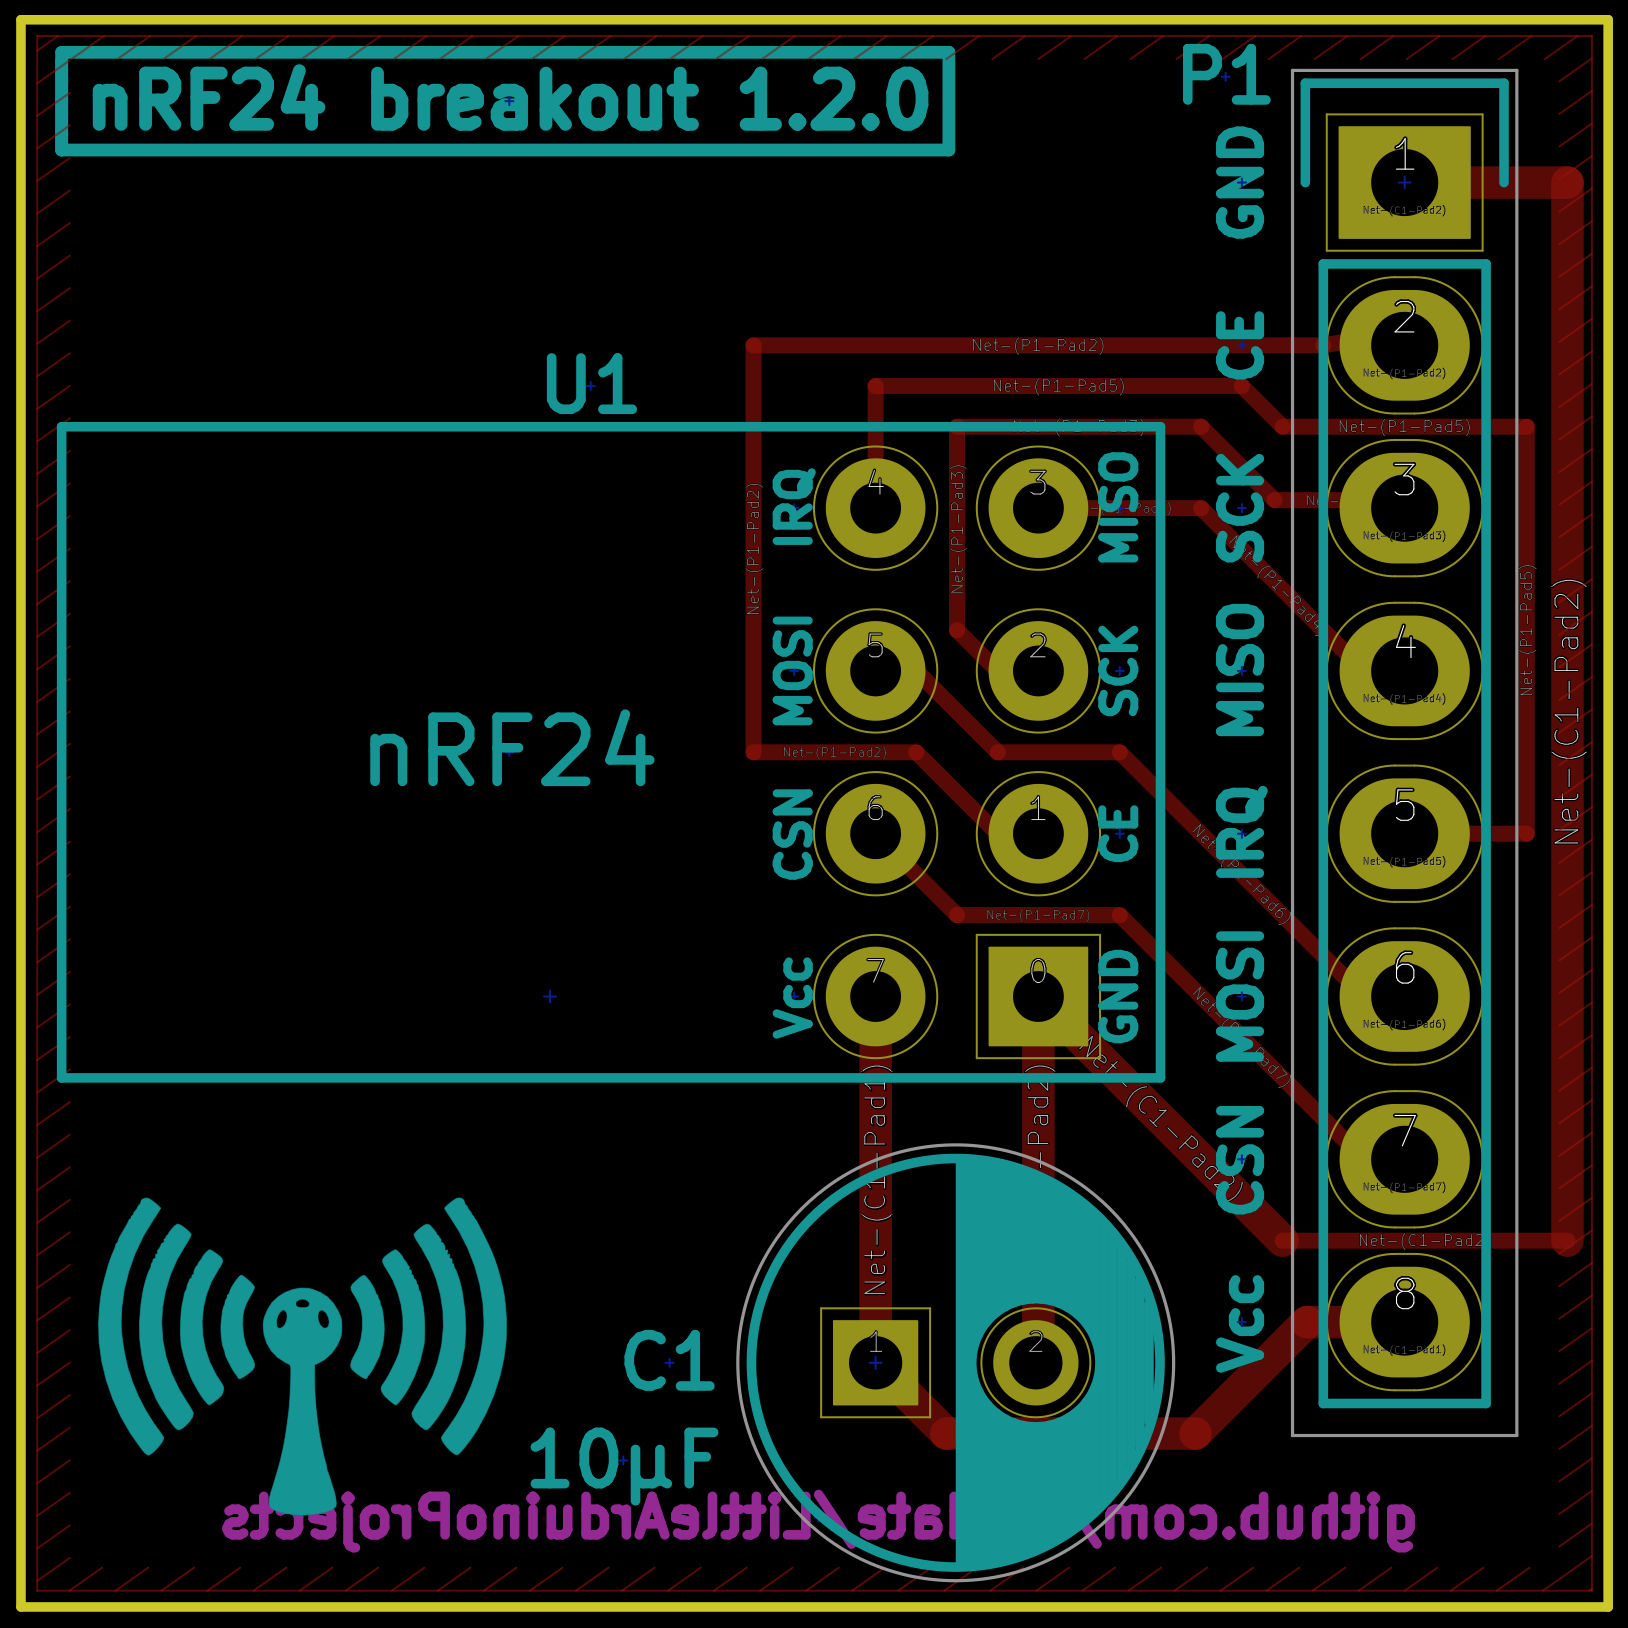 nRF24 breakout 1.2.0
P1
1
Net-(C1-Pad2)
GND
2
Net-(P1-Pad2)
CE
Net-(P1-Pad2)
Net-(P1-Pad5)
Net-(P1-Pad5)
U1
3
Net-(P1-Pad3)
SCK
4
IRQ
3
MISO
Net-(P1-Pad2)
Net-(P1-Pad3)
Net-(P1-Pad5)
Net-(C1-Pad2)
4
Net-(P1-Pad4)
MISO
5
MOSI
2
SCK
nRF24
Net-(P1-Pad2)
5
Net-(P1-Pad5)
IRQ
6
CSN
1
CE
Net-(P1-Pad6)
Net-(P1-Pad7)
6
Net-(P1-Pad6)
MOSI
7
Vcc
0
GND
Net-(P1-Pad7)
Net-(C1-Pad1)
-Pad2)
Net-(C1-Pad2)
7
Net-(P1-Pad7)
CSN
Net-(C1-Pad2
8
Net-(C1-Pad1)
Vcc
C1
1
2
10µF
github.com late/LittleArduinoProjects